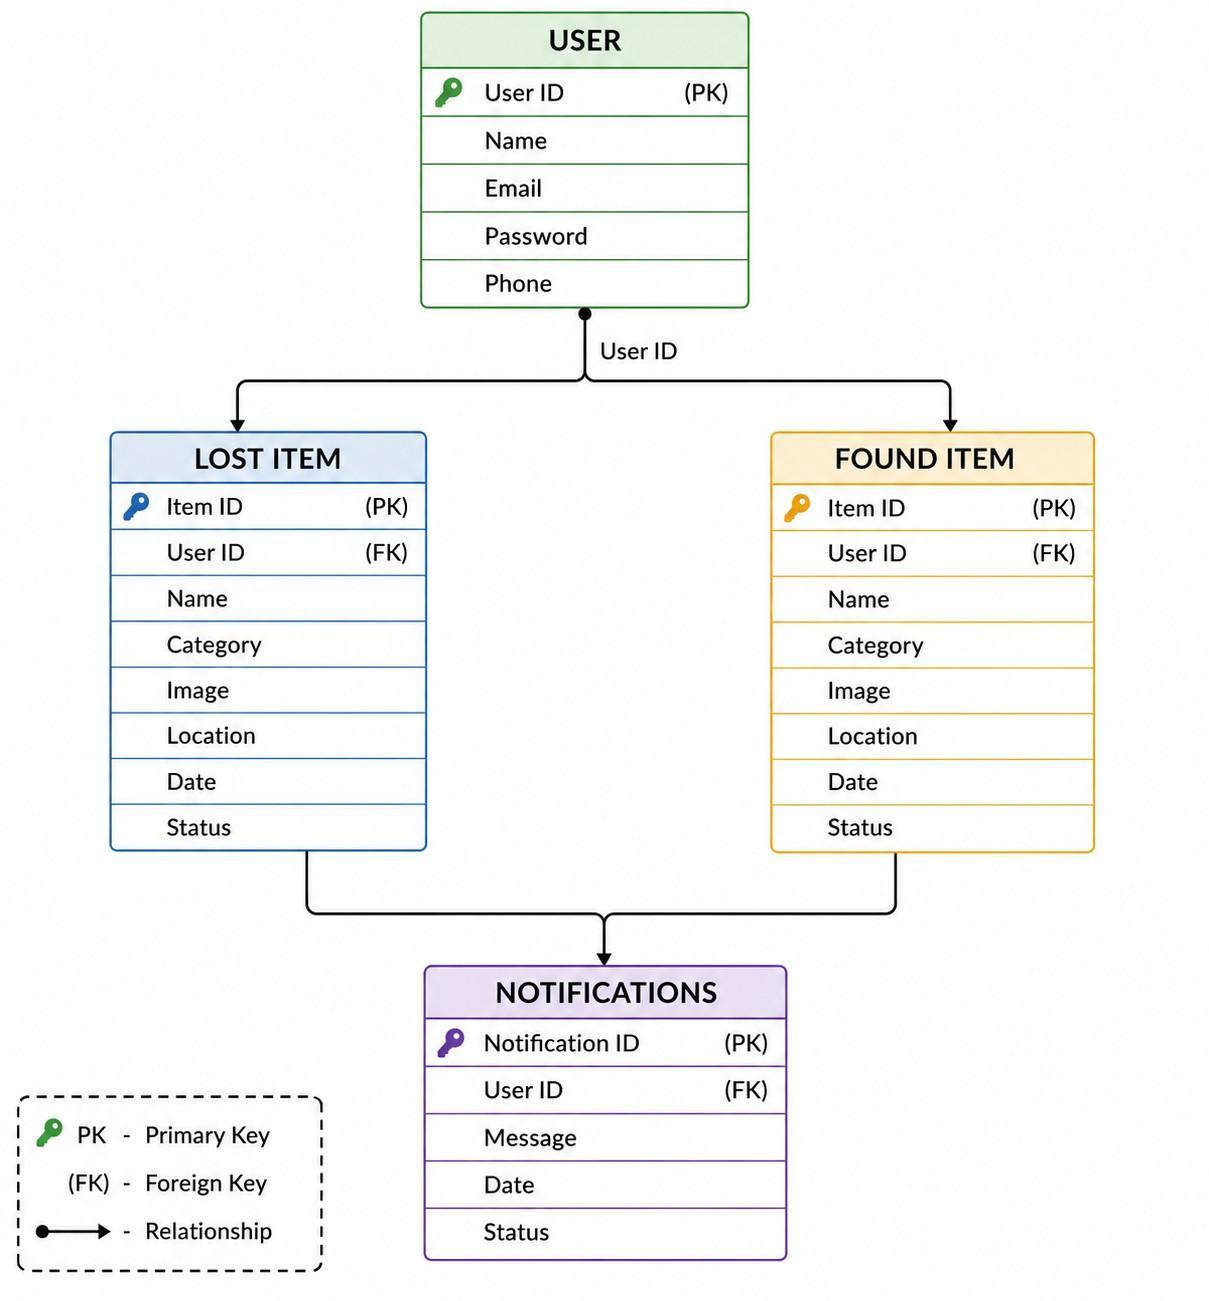 USER
User ID (PK)
Name
Email
Password
Phone
User ID
LOST ITEM
Item ID (PK)
User ID (FK)
Name
Category
Image
Location
Date
Status
FOUND ITEM
Item ID (PK)
User ID (FK)
Name
Category
Image
Location
Date
Status
NOTIFICATIONS
Notification ID (PK)
User ID (FK)
Message
Date
Status
PK - Primary Key
(FK) - Foreign Key
- Relationship